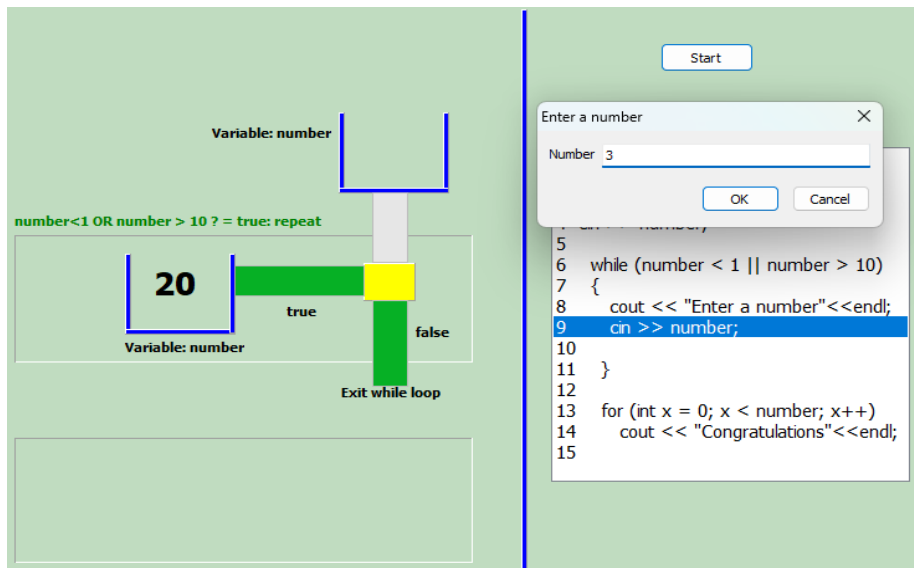 Start
Enter a number
Number 3
OK Cancel
Variable: number
number<1 OR number > 10 ? = true: repeat
20
true
Variable: number
false
Exit while loop
5
6 while (number < 1 || number > 10)
7 {
8 cout << "Enter a number"<<endl;
9 cin >> number;
10
11 }
12
13 for (int x = 0; x < number; x++)
14 cout << "Congratulations"<<endl;
15